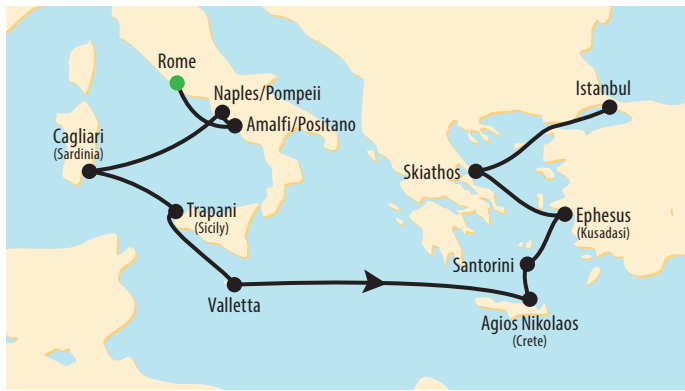 Rome
Naples/Pompeii
Amalfi/Positano
Cagliari
(Sardinia)
Trapani
(Sicily)
Valletta
Istanbul
Skiathos
Ephesus
(Kusadasi)
Santorini
Agios Nikolaos
(Crete)